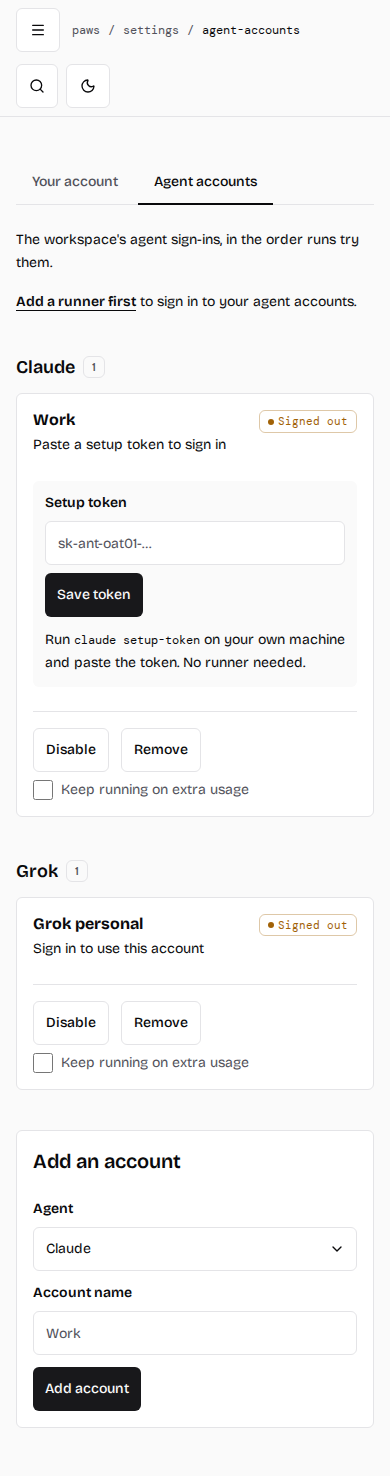 paws / settings / agent-accounts
Your account
Agent accounts
The workspace's agent sign-ins, in the order runs try
them.
Add a runner first to sign in to your agent accounts.
Claude 1
Work
Signed out
Paste a setup token to sign in
Setup token
sk-ant-oat01-...
Save token
Run claude setup-token on your own machine
and paste the token. No runner needed.
Disable
Remove
Keep running on extra usage
Grok 1
Grok personal
Signed out
Sign in to use this account
Disable
Remove
Keep running on extra usage
Add an account
Agent
Claude
Account name
Work
Add account